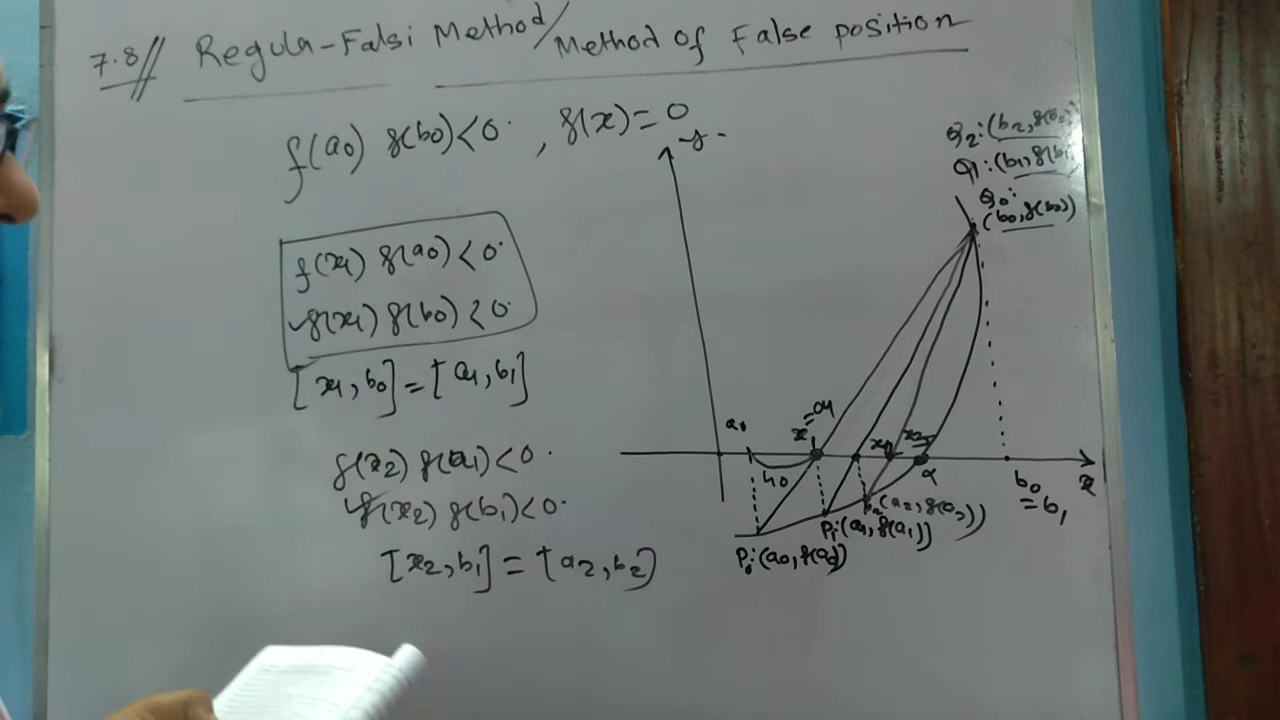 7.8// Regula-Falsi Method/Method of False position
f(a₀) f(b₀)<0 , f(x)=0
y
f(x₁) f(a₀)<0
f(x₁) f(b₀)<0
[x₁,b₀]=[a₁,b₁]
f(x₂) f(a₁)<0
f(x₂) f(b₁)<0
[x₂,b₁]=[a₂,b₂]
Q₂:(b₂,f(b₂)
Q₁:(b₁,f(b₁
Q₀:
(b₀,f(b₀))
a₀
=a₁
x₁
x₂
x₃
h₀
α
b₀
=b₁
x
P₂(a₂,f(a₂))
P₁:(a₁,f(a₁))
P₀:(a₀,f(a₀))